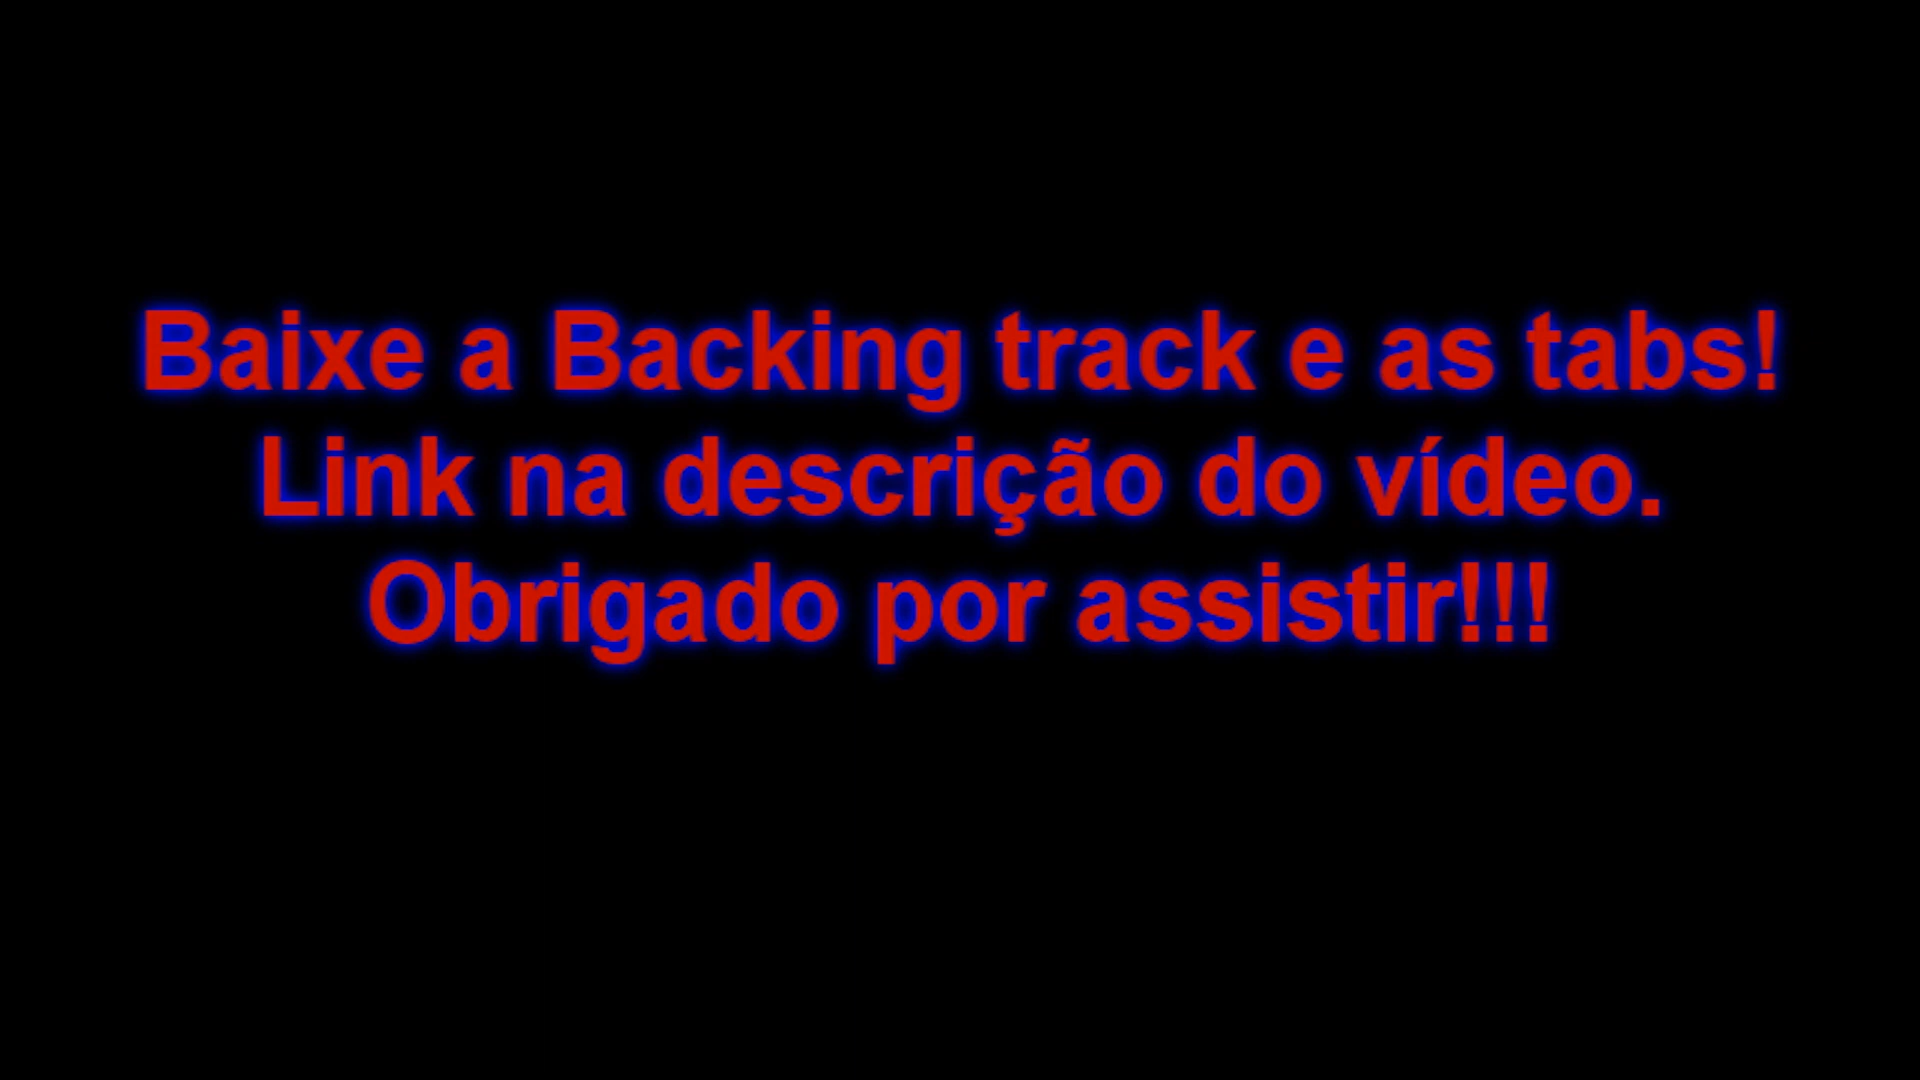 Baixe a Backing track e as tabs!
Link na descrição do vídeo.
Obrigado por assistir!!!